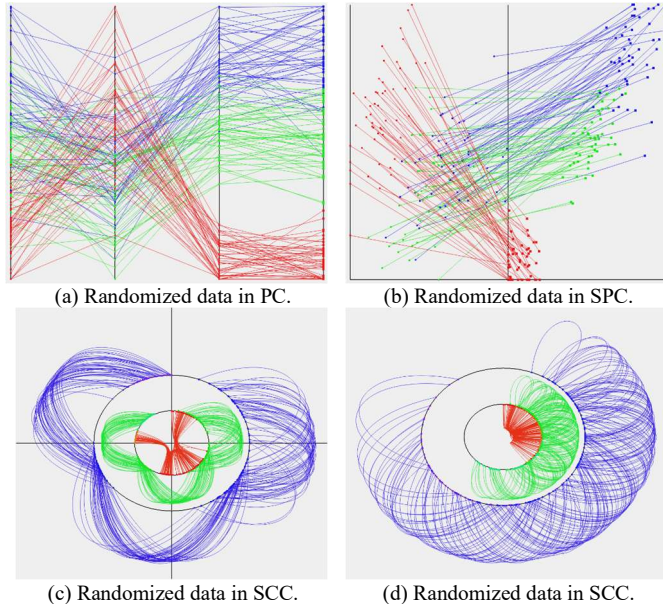 (a) Randomized data in PC.
(b) Randomized data in SPC.
(c) Randomized data in SCC.
(d) Randomized data in SCC.